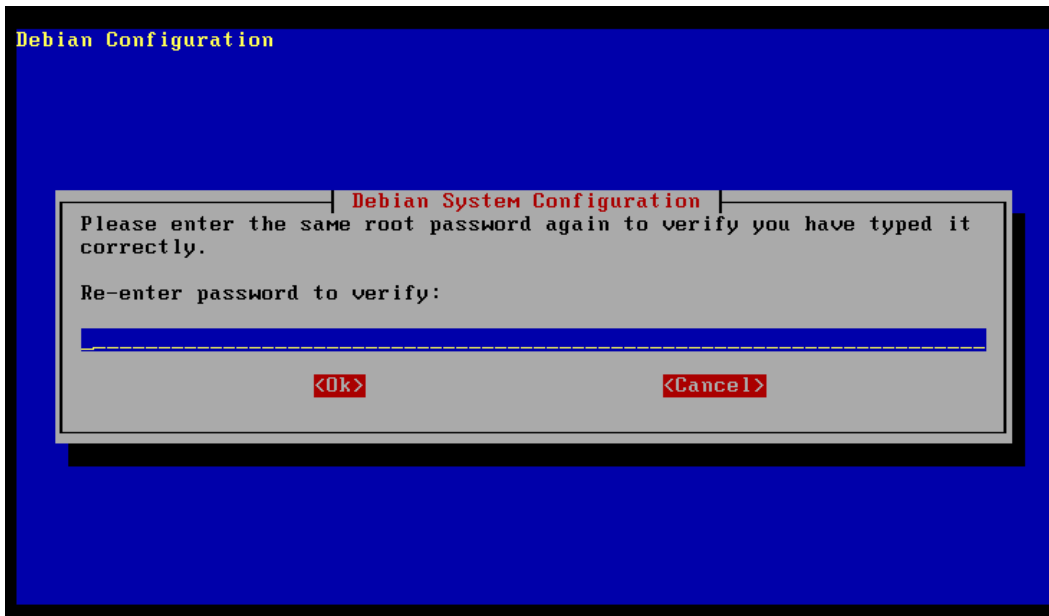 Debian Configuration
Debian System Configuration
Please enter the same root password again to verify you have typed it
correctly.
Re-enter password to verify:
<Ok> <Cancel>